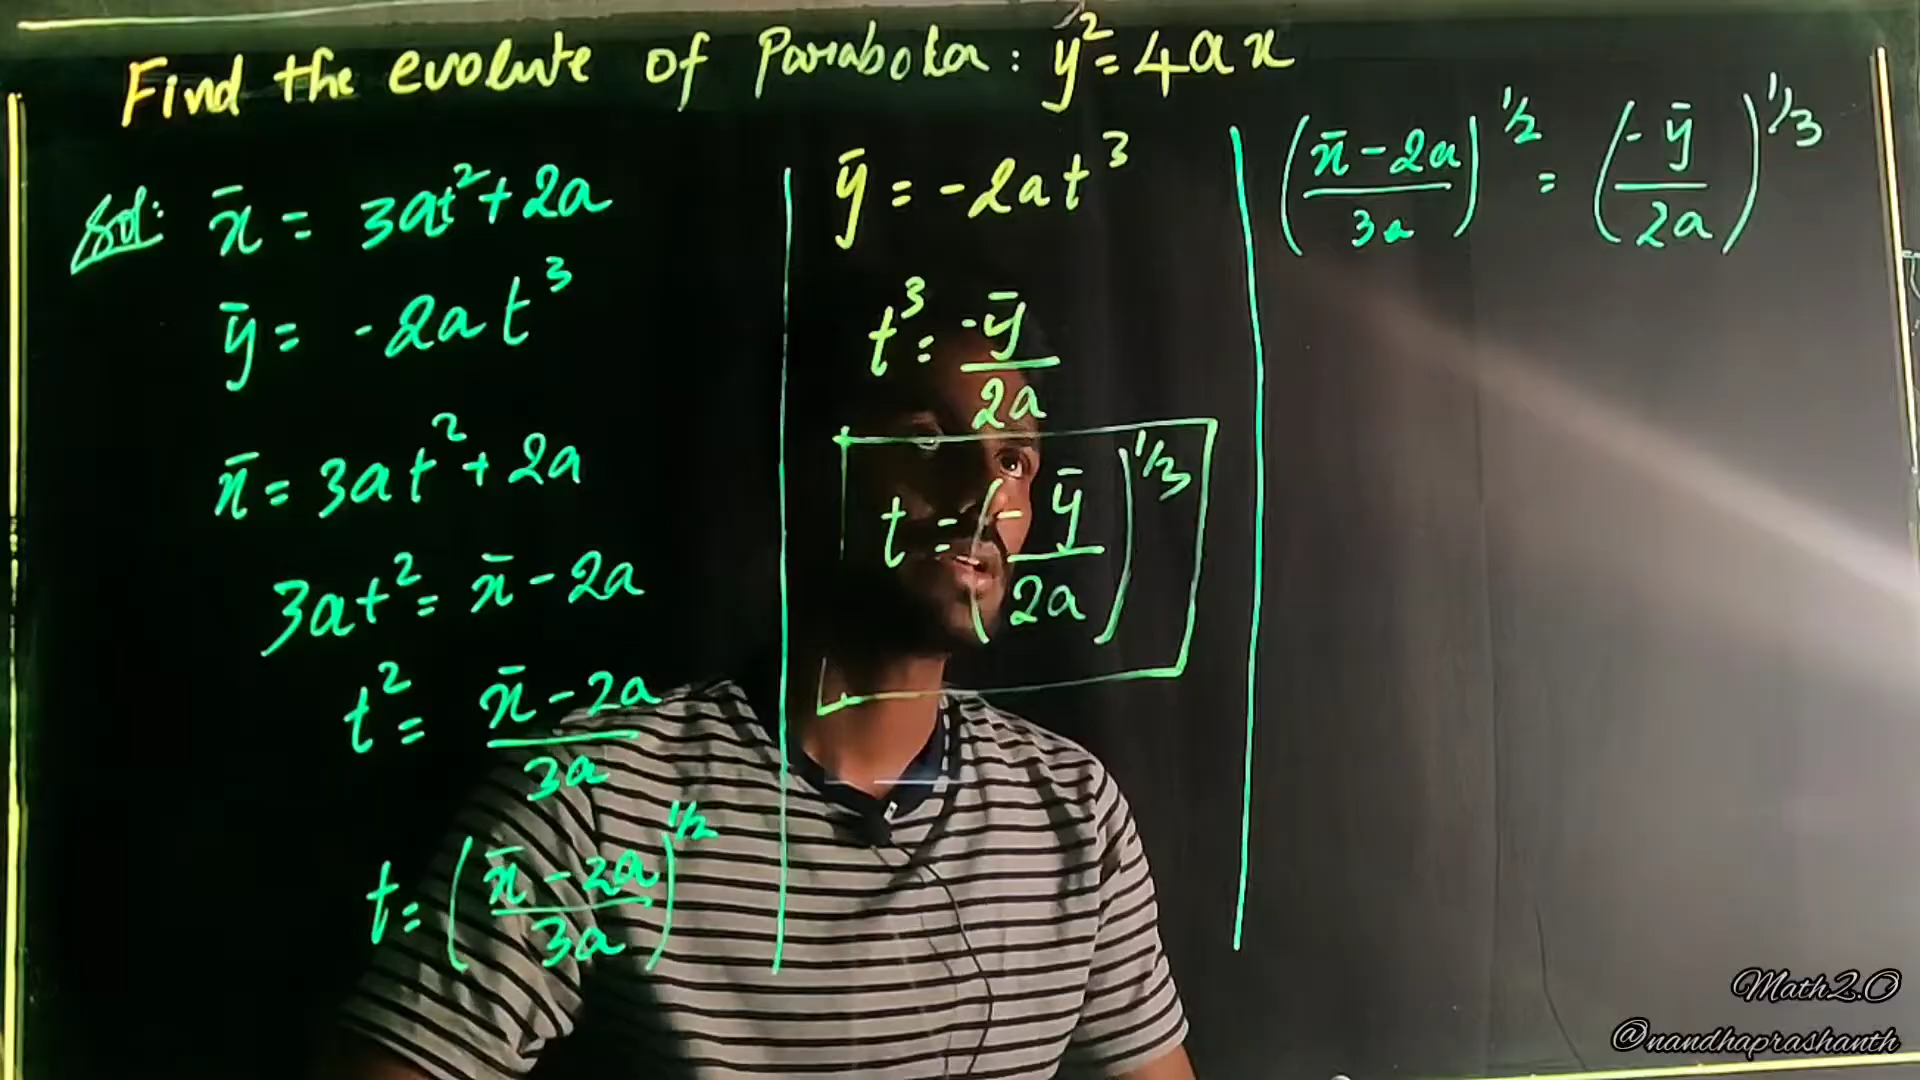 Find the evolute of Parabola: y² = 4ax
Sol: x̄ = 3at² + 2a
ȳ = -2at³
x̄ = 3at² + 2a
3at² = x̄ - 2a
t² = (x̄ - 2a)/3a
t = ((x̄ - 2a)/3a)^1/2
ȳ = -2at³
t³ = -ȳ/2a
t = (-ȳ/2a)^1/3
((x̄ - 2a)/3a)^1/2 = (-ȳ/2a)^1/3
Math2.O
@nandhaprashanth